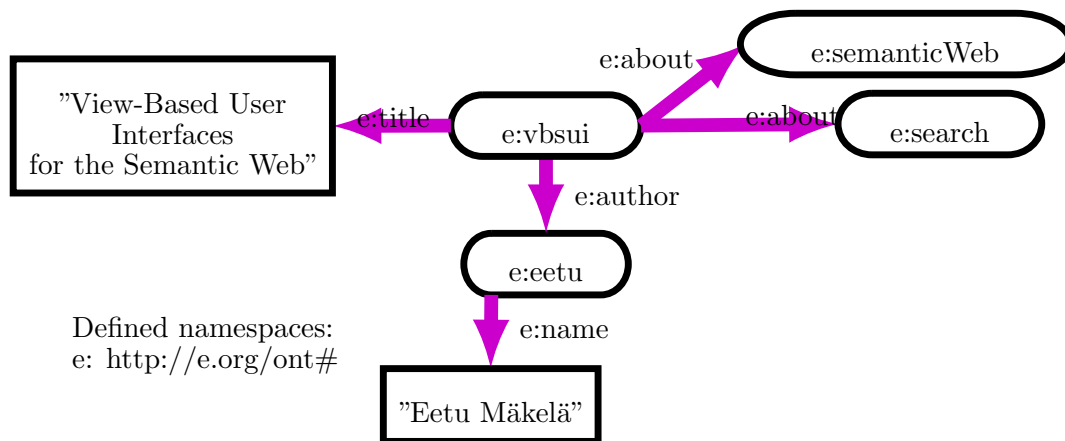 e:semanticWeb
e:about
”View-Based User
Interfaces
for the Semantic Web”
e:title
e:vbsui
e:about
e:search
e:author
e:eetu
Defined namespaces:
e: http://e.org/ont#
e:name
”Eetu Mäkelä”